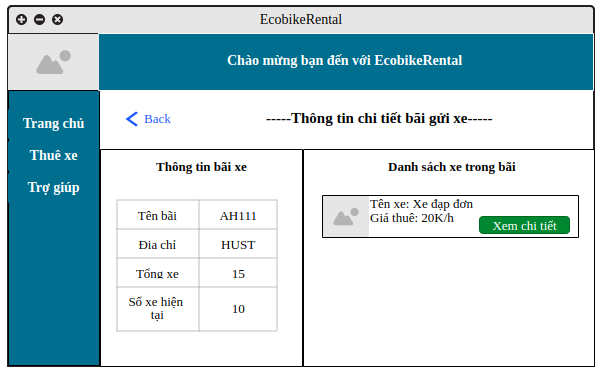 EcobikeRental
Chào mừng bạn đến với EcobikeRental
Trang chủ
Thuê xe
Trợ giúp
Back
-----Thông tin chi tiết bãi gửi xe-----
Thông tin bãi xe
Tên bãi AH111
Địa chỉ HUST
Tổng xe 15
Số xe hiện
tại
10
Danh sách xe trong bãi
Tên xe: Xe đạp đơn
Giá thuê: 20K/h
Xem chi tiết